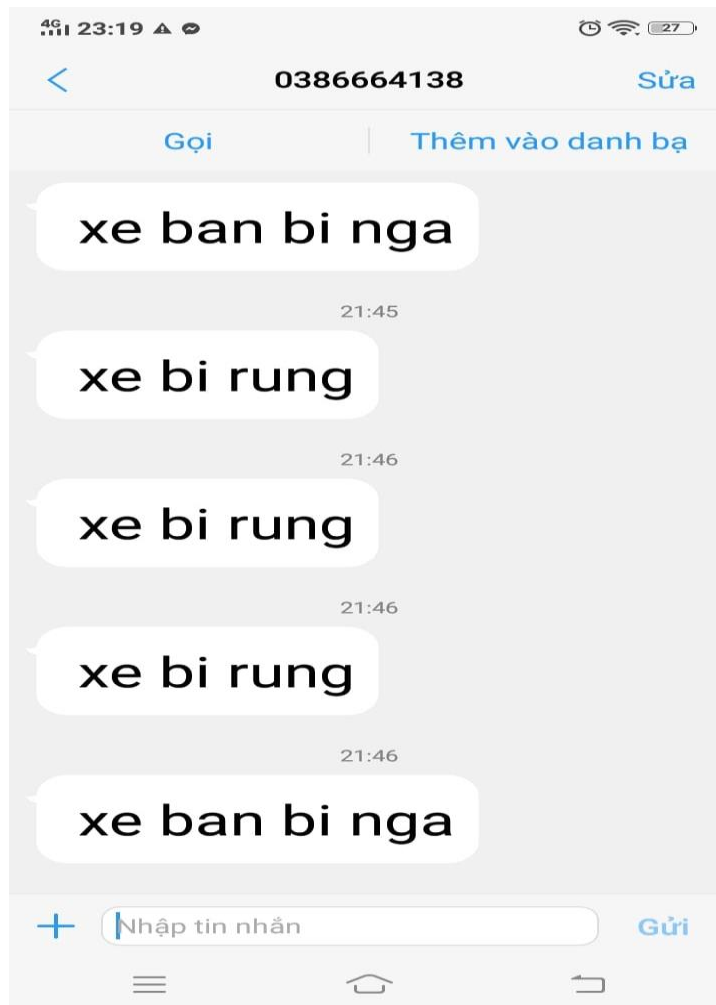 4G 23:19 27
0386664138 Sửa
Gọi Thêm vào danh bạ
xe ban bi nga
21:45
xe bi rung
21:46
xe bi rung
21:46
xe bi rung
21:46
xe ban bi nga
Nhập tin nhắn Gửi